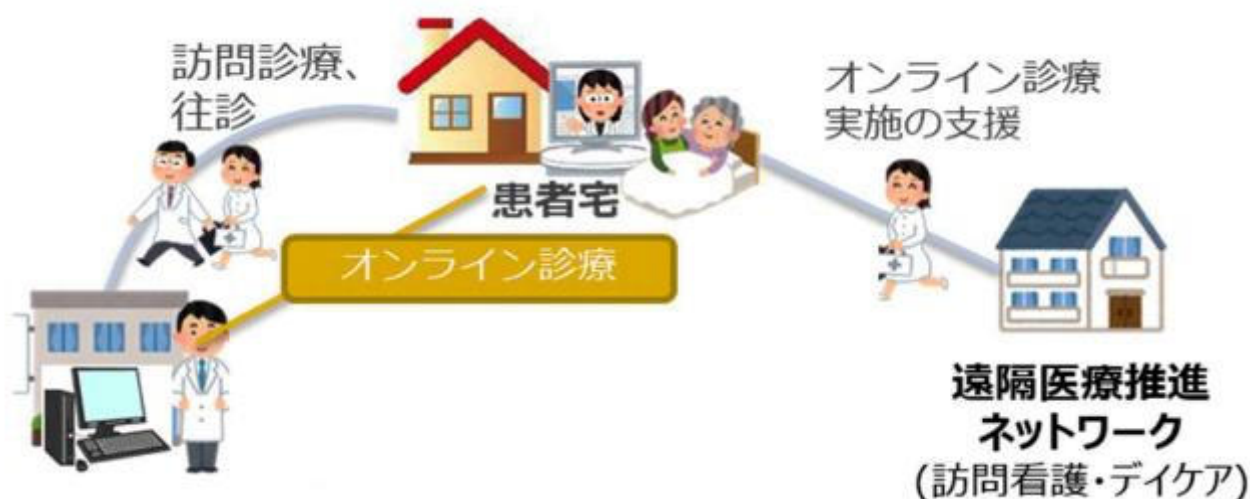 訪問診療、
往診
オンライン診療
実施の支援
患者宅
オンライン診療
遠隔医療推進
ネットワーク
(訪問看護・デイケア)